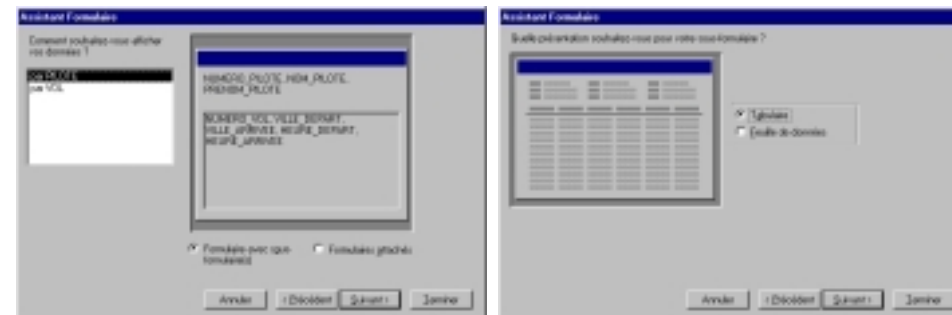 Assistant Formulaire
Comment souhaitez-vous afficher
vos données ?
par PILOTE
par VOL
NUMERO_PILOTE, NOM_PILOTE,
PRENOM_PILOTE
NUMERO_VOL, VILLE_DEPART,
VILLE_ARRIVEE, HEURE_DEPART,
HEURE_ARRIVEE
Formulaire avec sous-
formulaire(s)
Formulaires attachés
Annuler
< Précédent
Suivant >
Terminer
Assistant Formulaire
Quelle présentation souhaitez-vous pour votre sous-formulaire ?
Tabulaire
Feuille de données
Annuler
< Précédent
Suivant >
Terminer